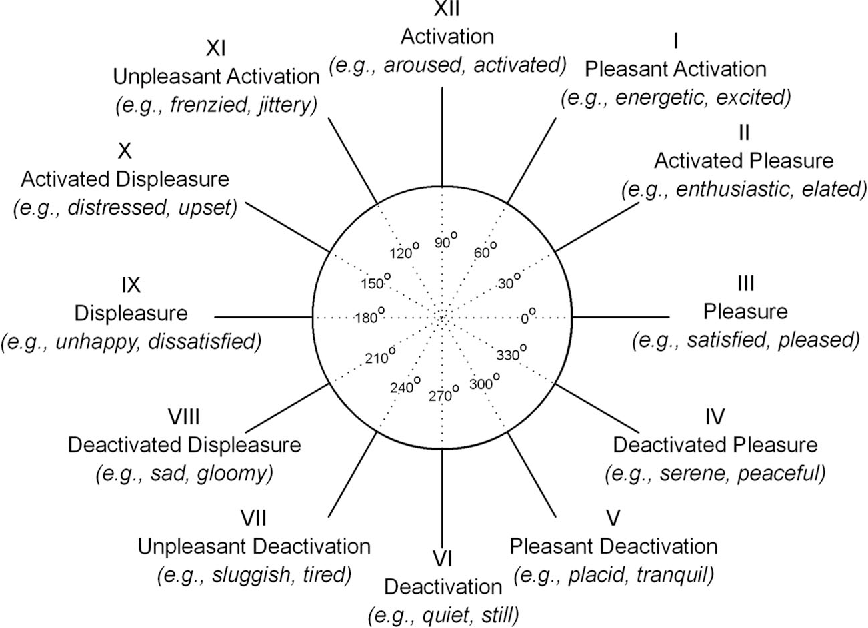 XII
Activation
(e.g., aroused, activated)
I
Pleasant Activation
(e.g., energetic, excited)
II
Activated Pleasure
(e.g., enthusiastic, elated)
III
Pleasure
(e.g., satisfied, pleased)
IV
Deactivated Pleasure
(e.g., serene, peaceful)
V
Pleasant Deactivation
(e.g., placid, tranquil)
VI
Deactivation
(e.g., quiet, still)
VII
Unpleasant Deactivation
(e.g., sluggish, tired)
VIII
Deactivated Displeasure
(e.g., sad, gloomy)
IX
Displeasure
(e.g., unhappy, dissatisfied)
X
Activated Displeasure
(e.g., distressed, upset)
XI
Unpleasant Activation
(e.g., frenzied, jittery)
90°
60°
30°
0°
330°
300°
270°
240°
210°
180°
150°
120°